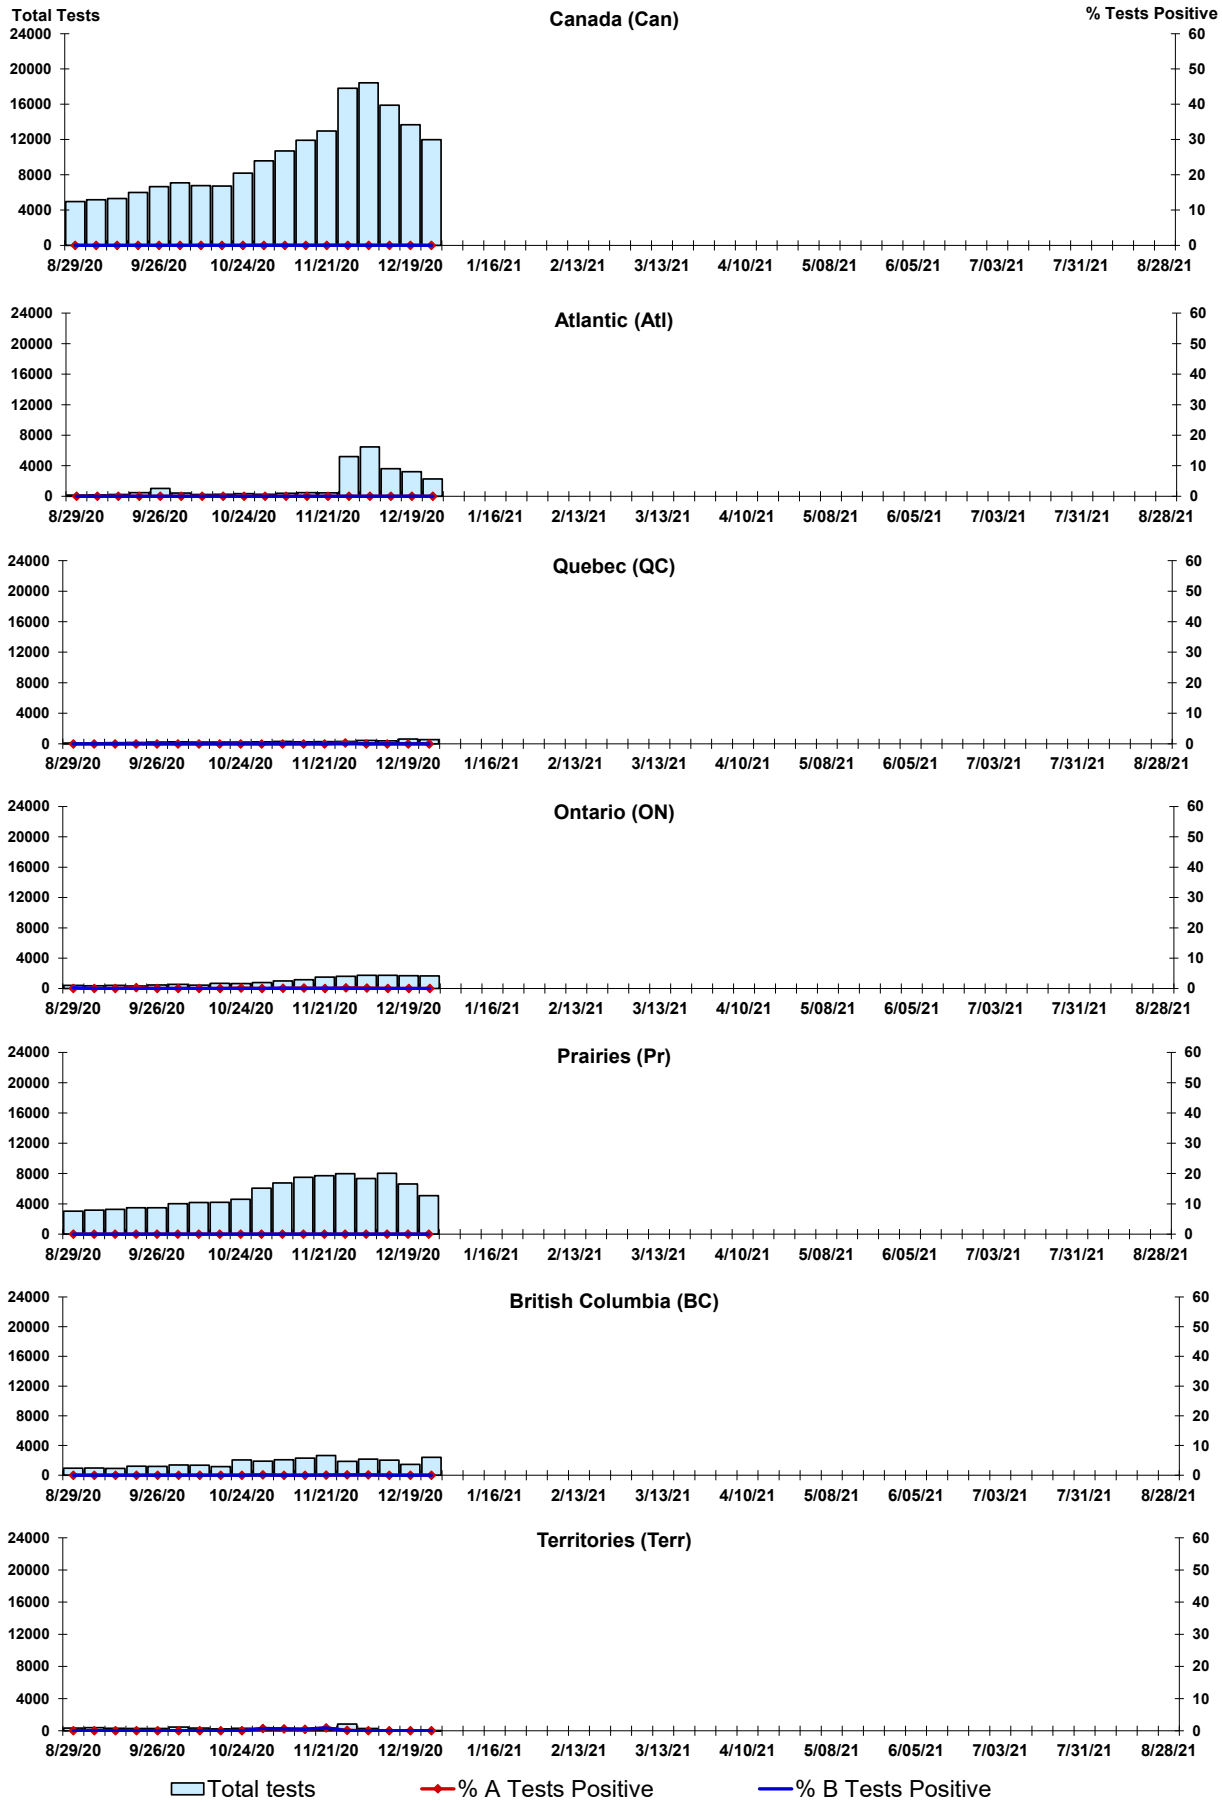 Total Tests
Canada (Can)
% Tests Positive
24000 60
20000 50
16000 40
12000 30
8000 20
4000 10
0 0
8/29/20 9/26/20 10/24/20 11/21/20 12/19/20 1/16/21 2/13/21 3/13/21 4/10/21 5/08/21 6/05/21 7/03/21 7/31/21 8/28/21
Atlantic (Atl)
24000 60
20000 50
16000 40
12000 30
8000 20
4000 10
0 0
8/29/20 9/26/20 10/24/20 11/21/20 12/19/20 1/16/21 2/13/21 3/13/21 4/10/21 5/08/21 6/05/21 7/03/21 7/31/21 8/28/21
Quebec (QC)
24000 60
20000 50
16000 40
12000 30
8000 20
4000 10
0 0
8/29/20 9/26/20 10/24/20 11/21/20 12/19/20 1/16/21 2/13/21 3/13/21 4/10/21 5/08/21 6/05/21 7/03/21 7/31/21 8/28/21
Ontario (ON)
24000 60
20000 50
16000 40
12000 30
8000 20
4000 10
0 0
8/29/20 9/26/20 10/24/20 11/21/20 12/19/20 1/16/21 2/13/21 3/13/21 4/10/21 5/08/21 6/05/21 7/03/21 7/31/21 8/28/21
Prairies (Pr)
24000 60
20000 50
16000 40
12000 30
8000 20
4000 10
0 0
8/29/20 9/26/20 10/24/20 11/21/20 12/19/20 1/16/21 2/13/21 3/13/21 4/10/21 5/08/21 6/05/21 7/03/21 7/31/21 8/28/21
British Columbia (BC)
24000 60
20000 50
16000 40
12000 30
8000 20
4000 10
0 0
8/29/20 9/26/20 10/24/20 11/21/20 12/19/20 1/16/21 2/13/21 3/13/21 4/10/21 5/08/21 6/05/21 7/03/21 7/31/21 8/28/21
Territories (Terr)
24000 60
20000 50
16000 40
12000 30
8000 20
4000 10
0 0
8/29/20 9/26/20 10/24/20 11/21/20 12/19/20 1/16/21 2/13/21 3/13/21 4/10/21 5/08/21 6/05/21 7/03/21 7/31/21 8/28/21
Total tests % A Tests Positive % B Tests Positive